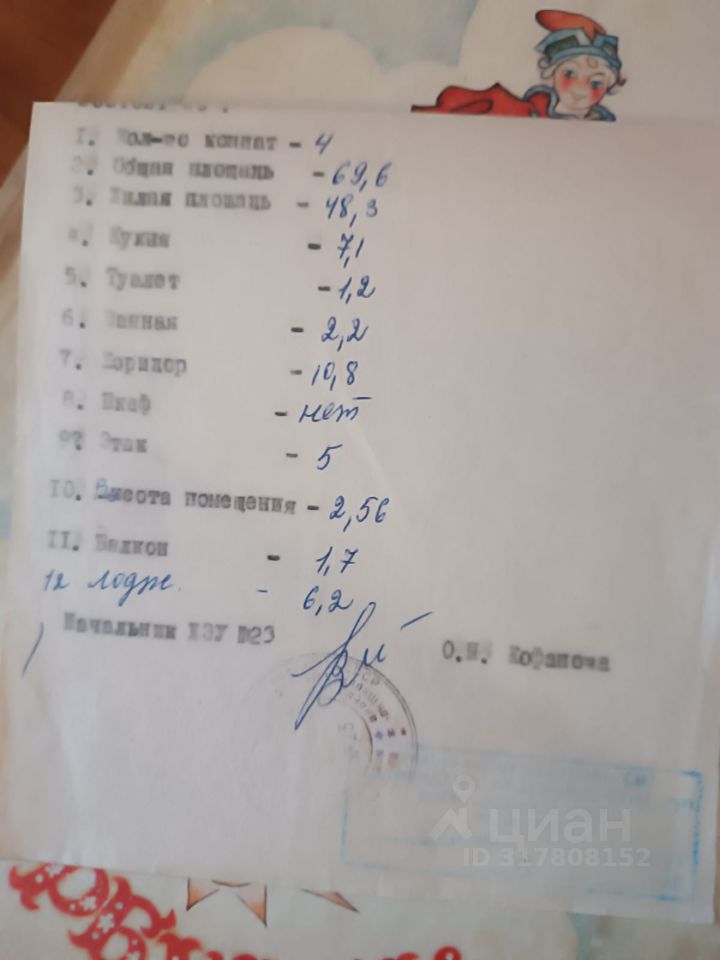 1. Кол-во комнат - 4
2. Общая площадь - 69,6
3. Жилая площадь - 48,3
4. Кухня - 7,1
5. Туалет - 1,2
6. Ванная - 2,2
7. Коридор - 10,8
8. Шкаф - нет
9. Этаж - 5
10. Высота помещения - 2,56
11. Балкон - 1,7
12 лодж. - 6,2
Начальник ЖЭУ №23
О.Н.
циан
ID 317808152